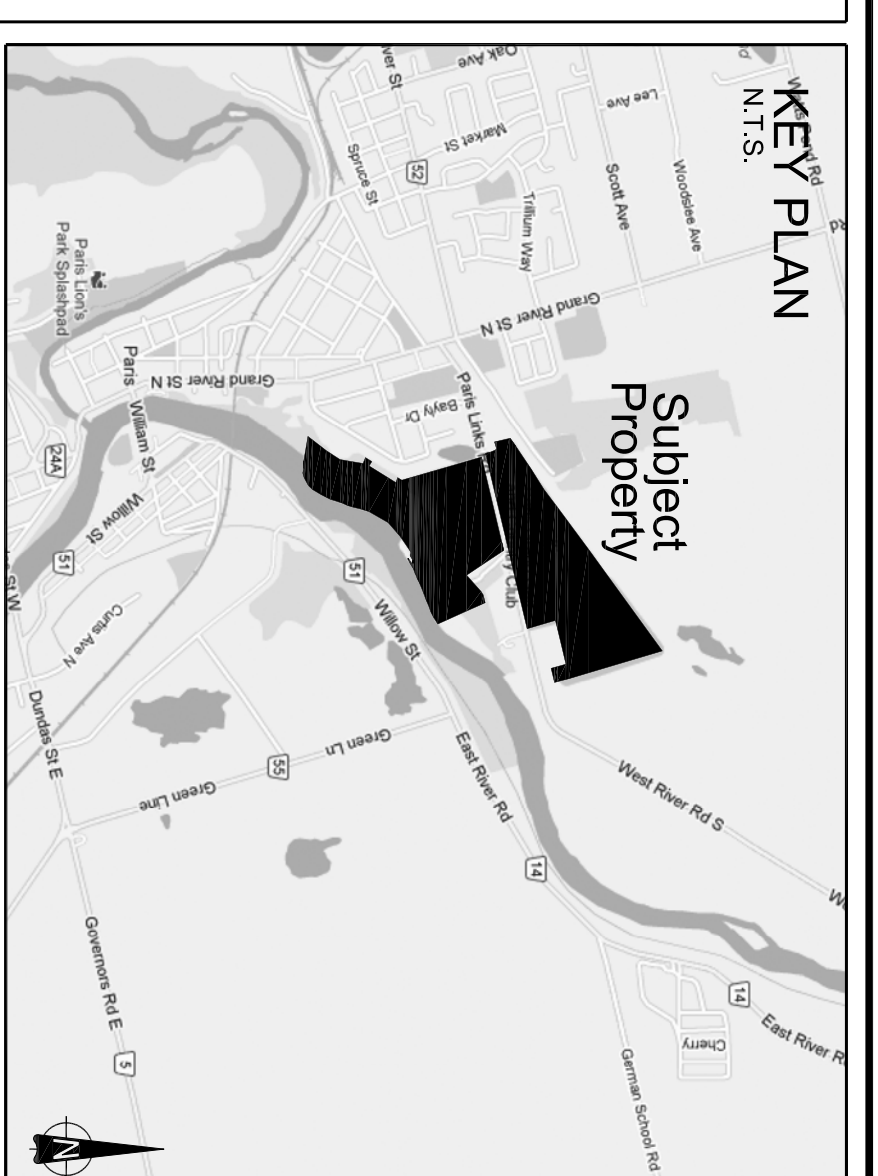 KEY PLAN
N.T.S.
Subject
Property
Oak Ave
Lee Ave
Market St
Spruce St
52
Trillium Way
Scott Ave
Woodslee Ave
Rd
Grand River St N
Paris Lion's
Park Splashpad
Paris
Grand River St N
William St
24A
Willow St
51
Bayly Dr
Paris Links
Curtis Ave N
51
Willow St
Dundas St E
Green Ln
55
Green Line
East River Rd
West River Rd S
14
Governors Rd E
5
14
East River R
Cherry
German School Rd
N